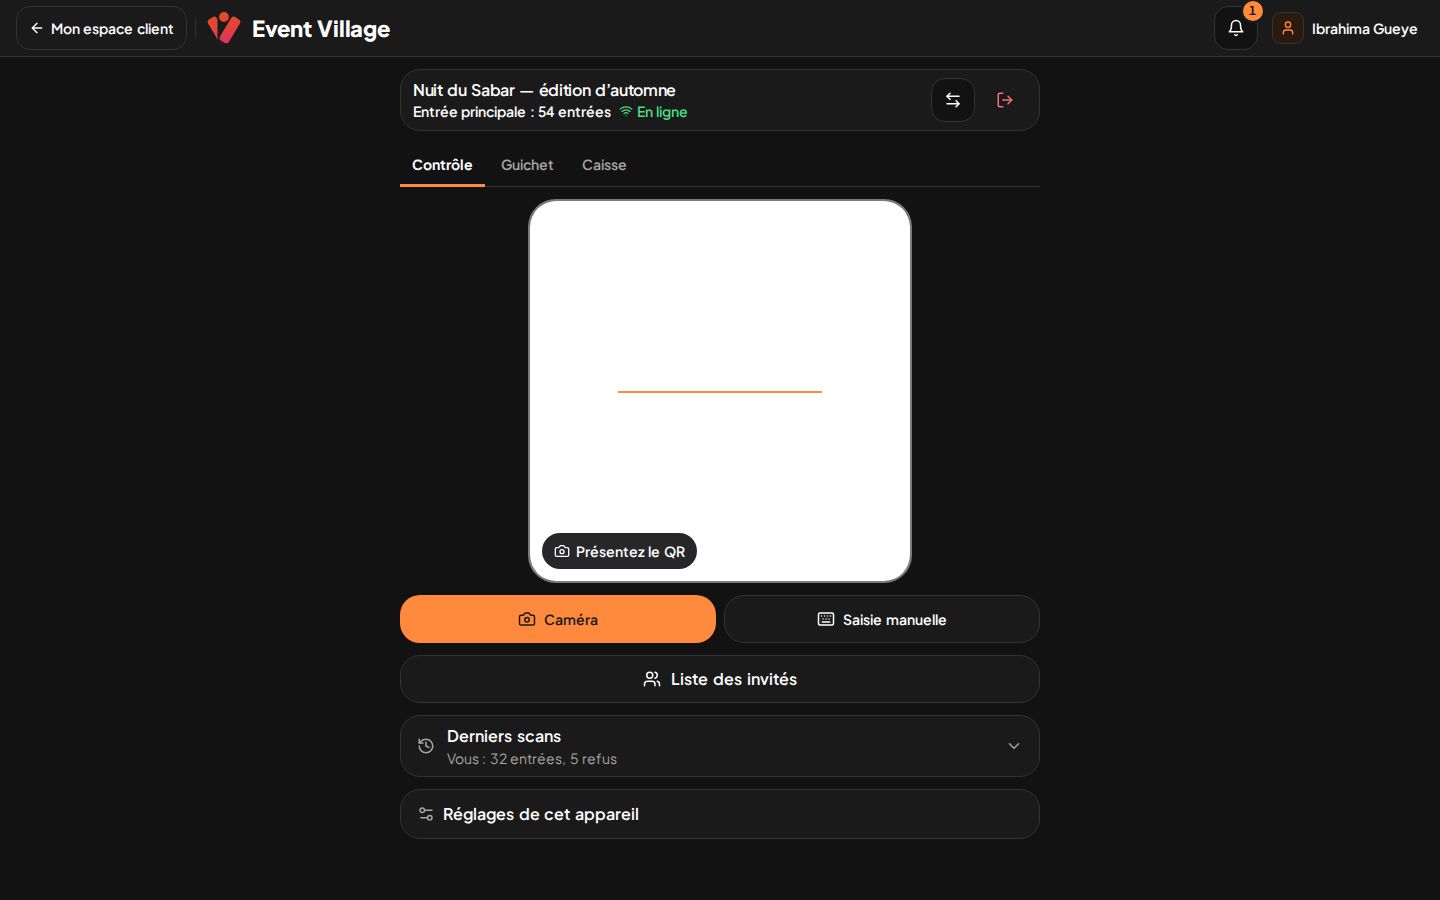 Mon espace client
Event Village
1
Ibrahima Gueye
Nuit du Sabar — édition d’automne
Entrée principale : 54 entrées En ligne
Contrôle Guichet Caisse
Présentez le QR
Caméra
Saisie manuelle
Liste des invités
Derniers scans
Vous : 32 entrées, 5 refus
Réglages de cet appareil